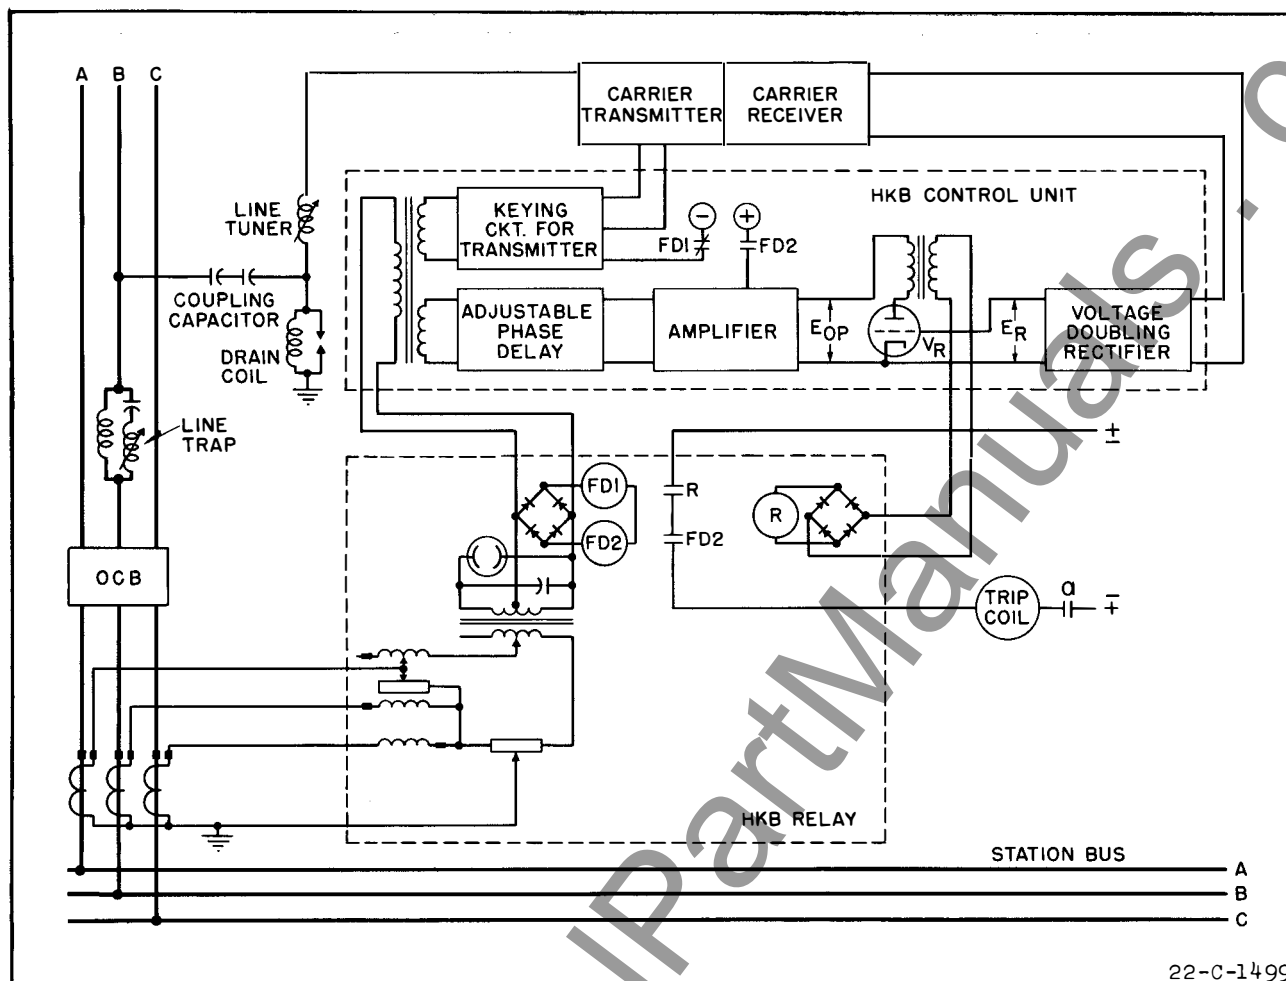 A B C
CARRIER
TRANSMITTER
CARRIER
RECEIVER
HKB CONTROL UNIT
LINE
TUNER
KEYING
CKT. FOR
TRANSMITTER
−
+
FD1
FD2
COUPLING
CAPACITOR
DRAIN
COIL
ADJUSTABLE
PHASE
DELAY
AMPLIFIER
EOP
VR
ER
VOLTAGE
DOUBLING
RECTIFIER
LINE
TRAP
±
FD1
R
R
FD2
FD2
OCB
TRIP
COIL
a
∓
HKB RELAY
STATION BUS
A
B
C
22-C-1499